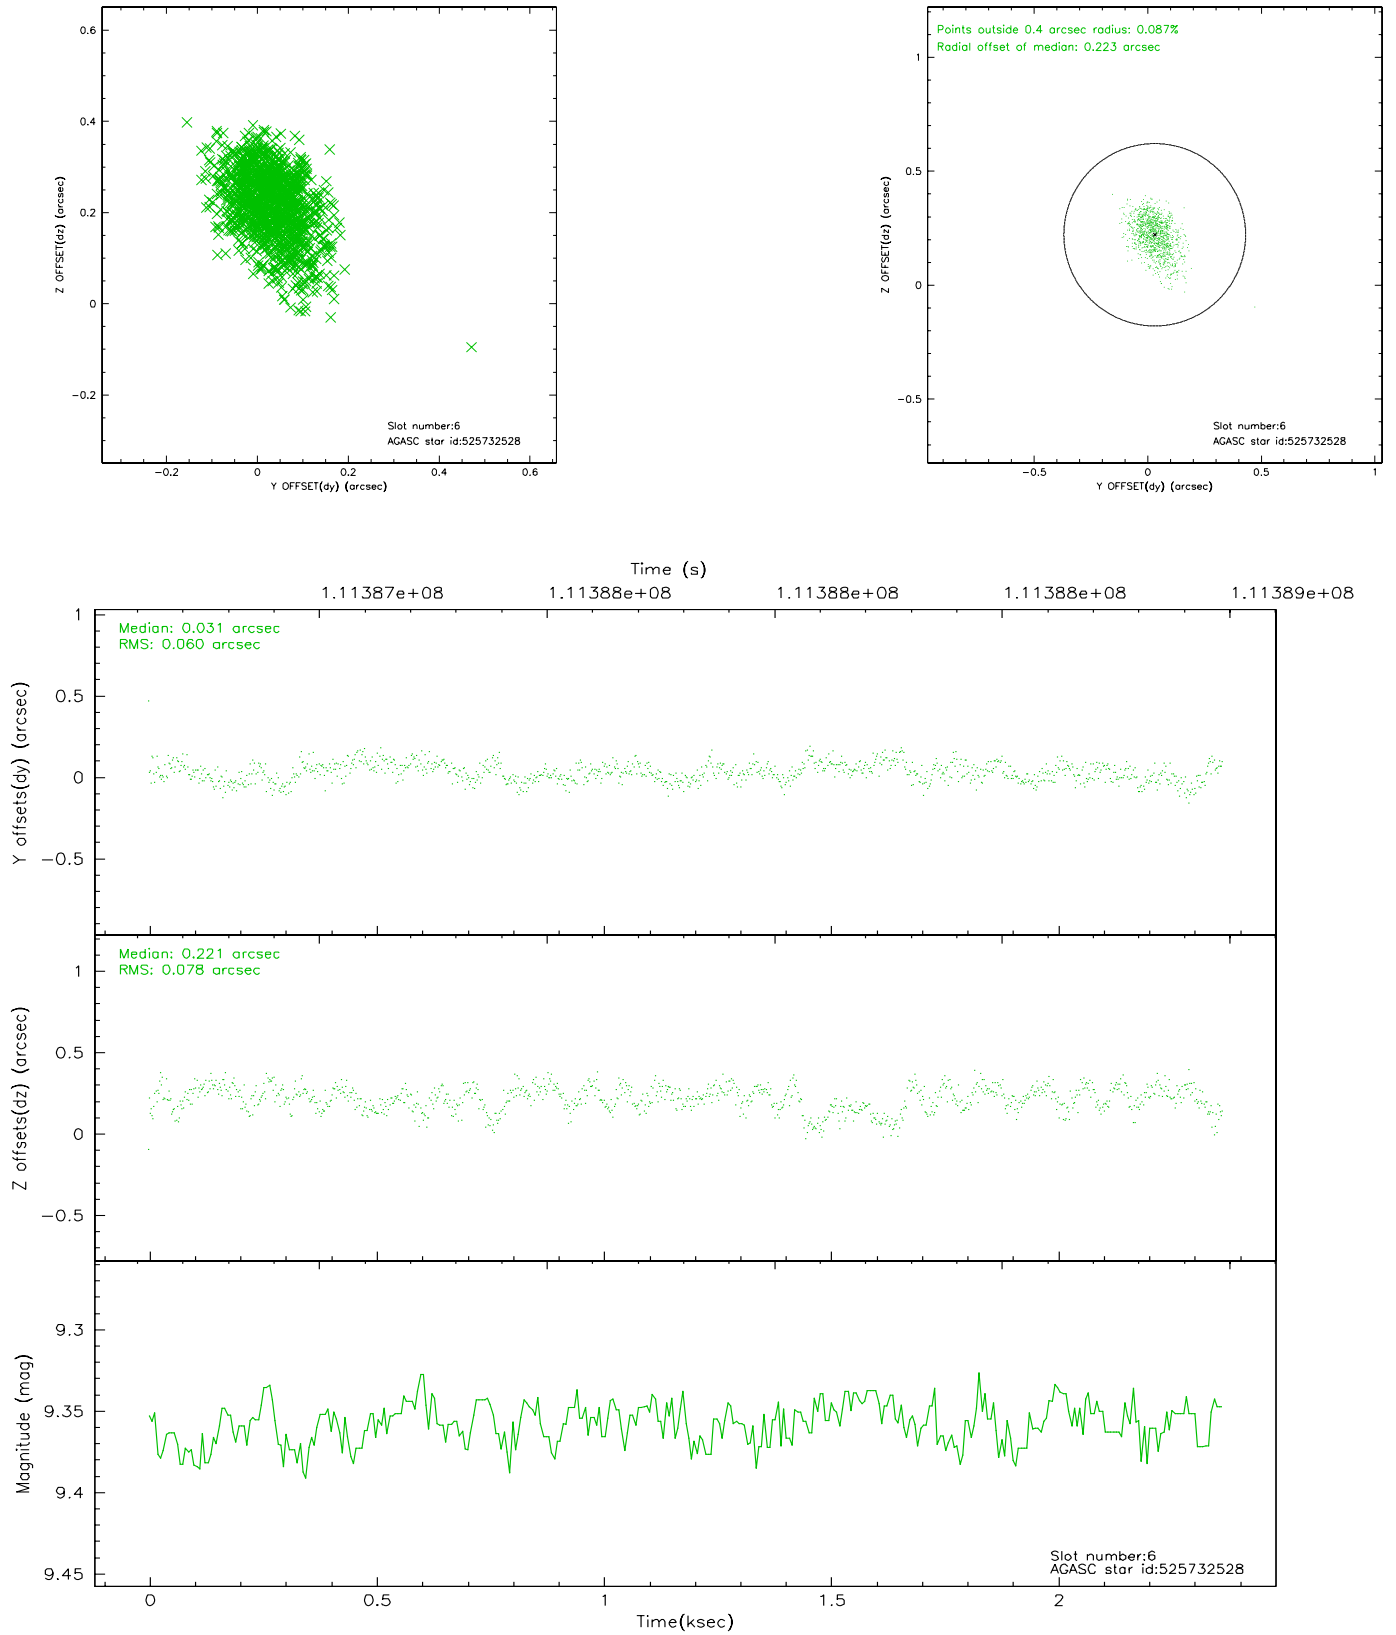 0.6
0.4
0.2
0
−0.2
Z OFFSET(dz) (arcsec)
Slot number:6
AGASC star id:525732528
−0.2 0 0.2 0.4 0.6
Y OFFSET(dy) (arcsec)
Points outside 0.4 arcsec radius: 0.087%
Radial offset of median: 0.223 arcsec
1
0.5
0
−0.5
Z OFFSET(dz) (arcsec)
Slot number:6
AGASC star id:525732528
−0.5 0 0.5 1
Y OFFSET(dy) (arcsec)
Time (s)
1.11387e+08 1.11388e+08 1.11388e+08 1.11388e+08 1.11389e+08
Median: 0.031 arcsec
RMS: 0.060 arcsec
1
0.5
0
−0.5
Y offsets(dy) (arcsec)
Median: 0.221 arcsec
RMS: 0.078 arcsec
1
0.5
0
−0.5
Z offsets(dz) (arcsec)
9.3
9.35
9.4
9.45
Magnitude (mag)
Slot number:6
AGASC star id:525732528
0 0.5 1 1.5 2
Time(ksec)